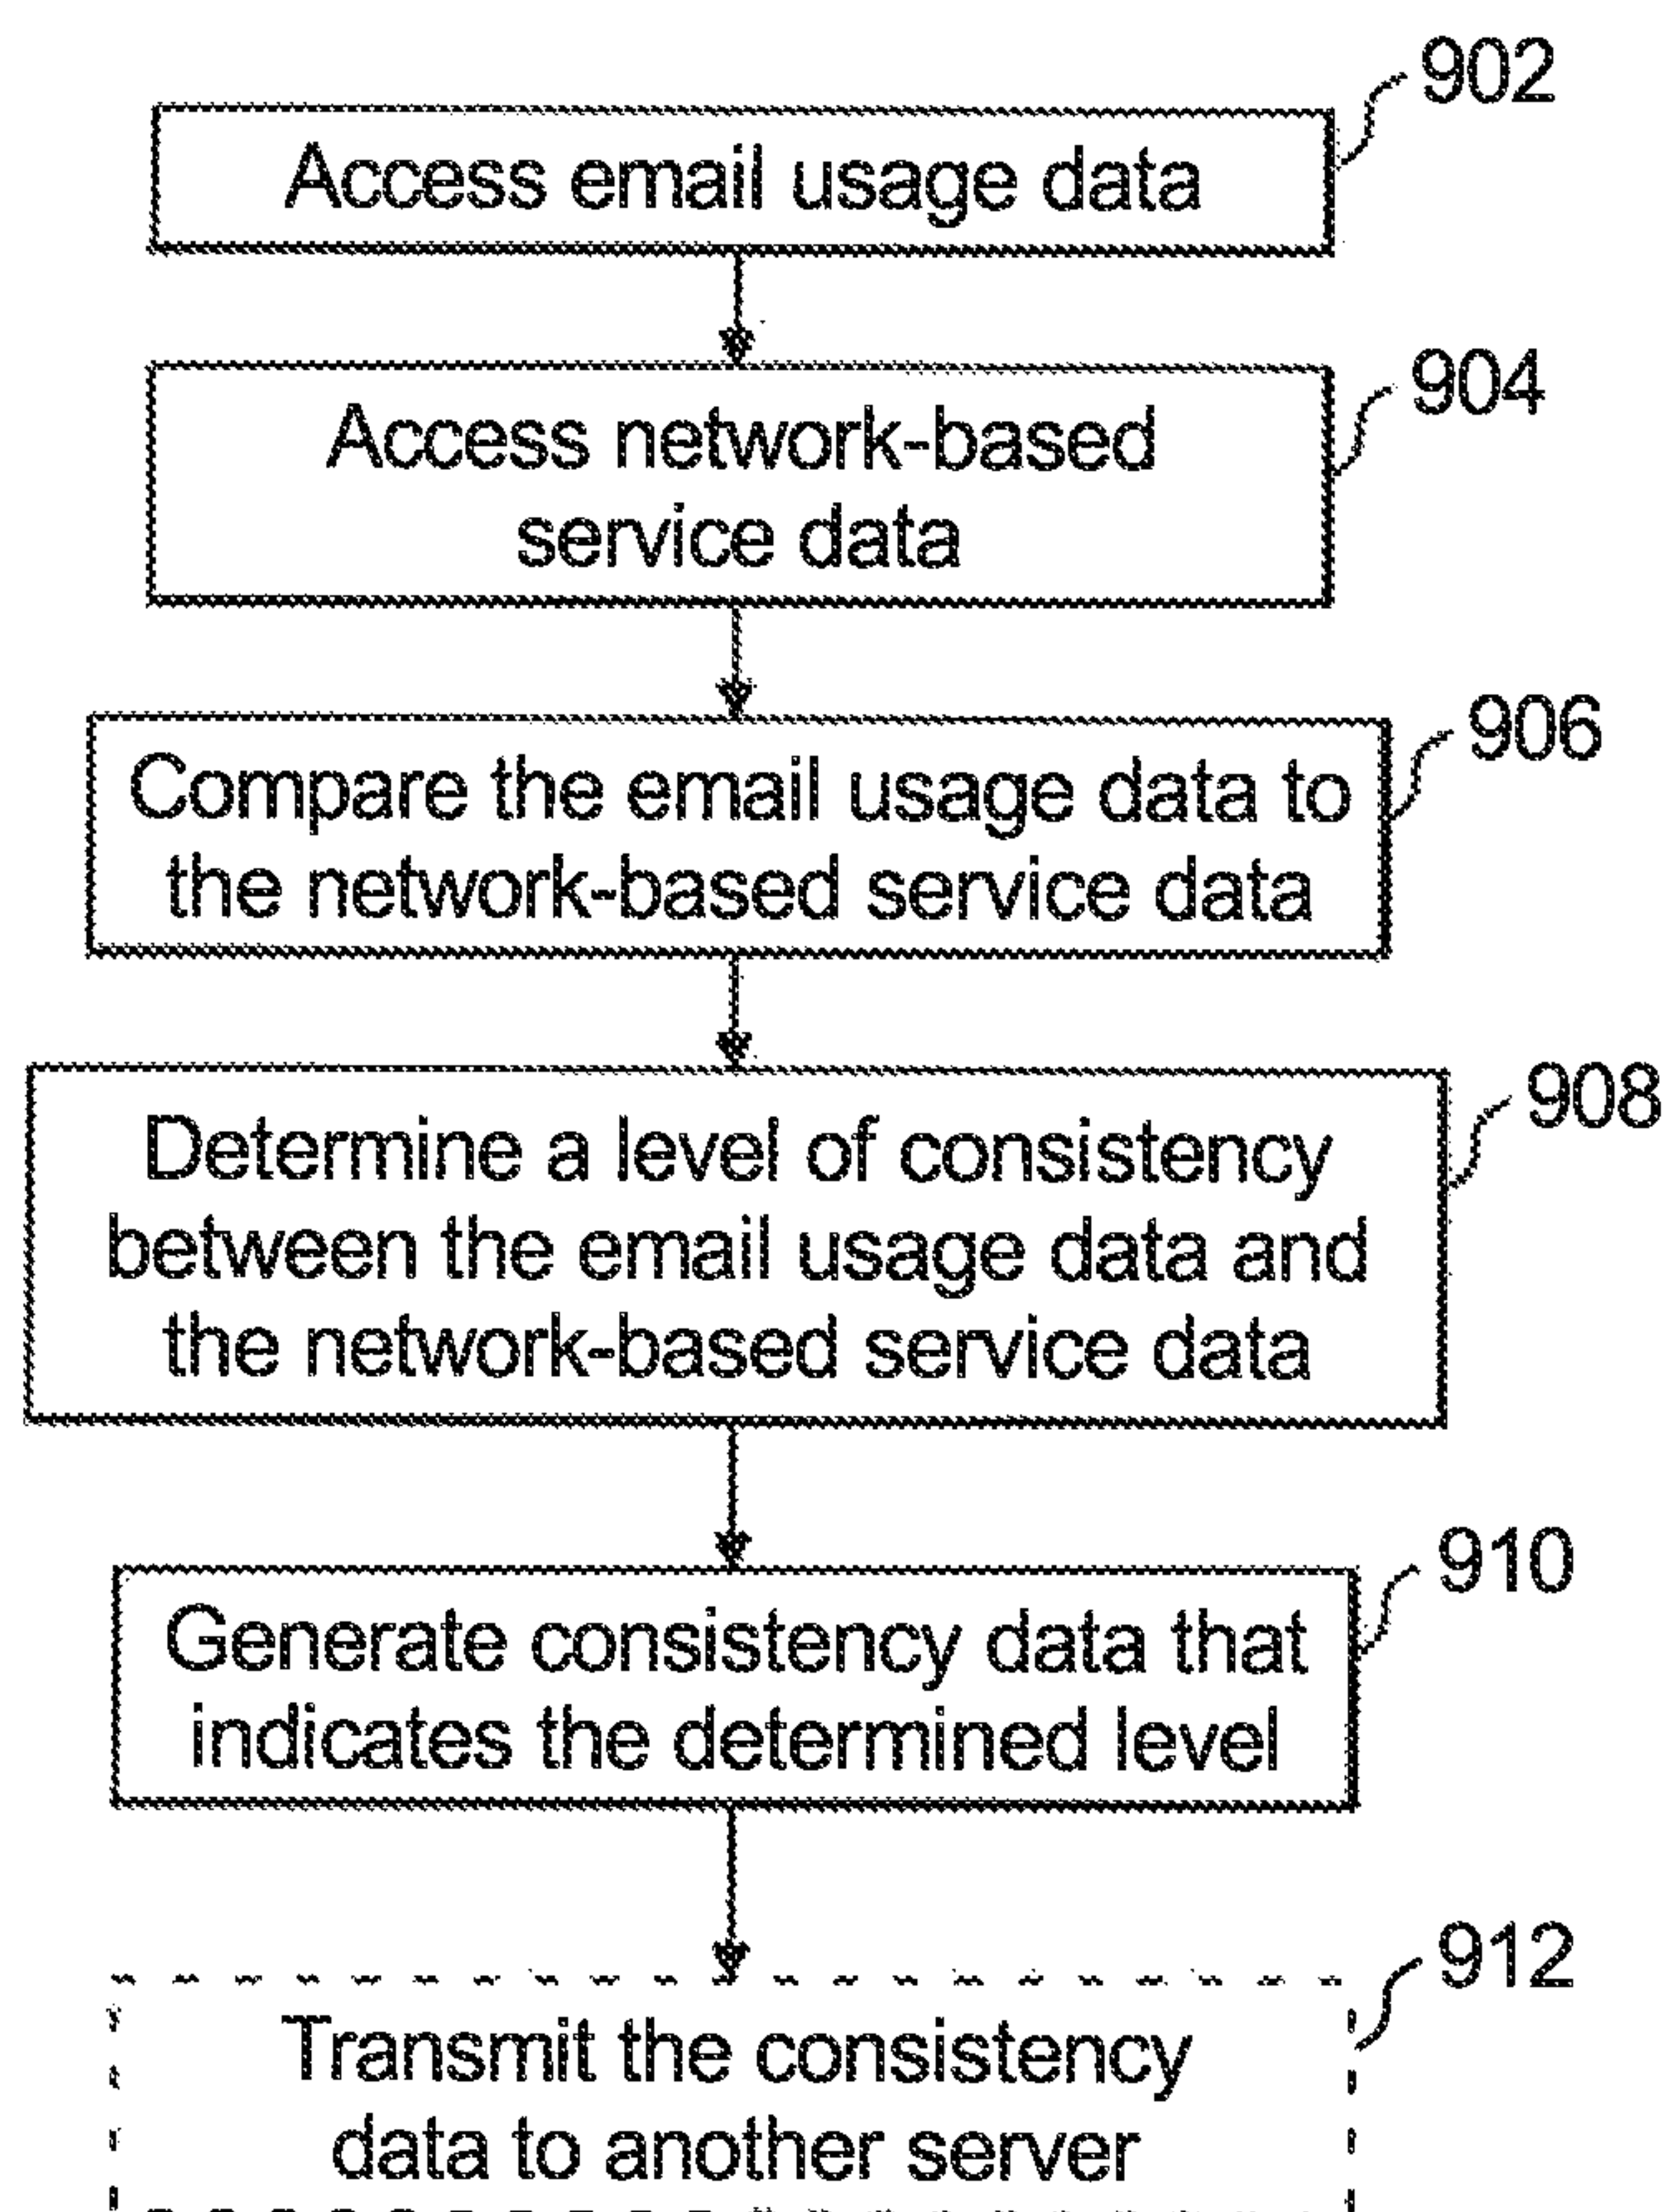 902
Access email usage data
904
Access network-based
service data
906
Compare the email usage data to
the network-based service data
908
Determine a level of consistency
between the email usage data and
the network-based service data
910
Generate consistency data that
indicates the determined level
912
Transmit the consistency
data to another server